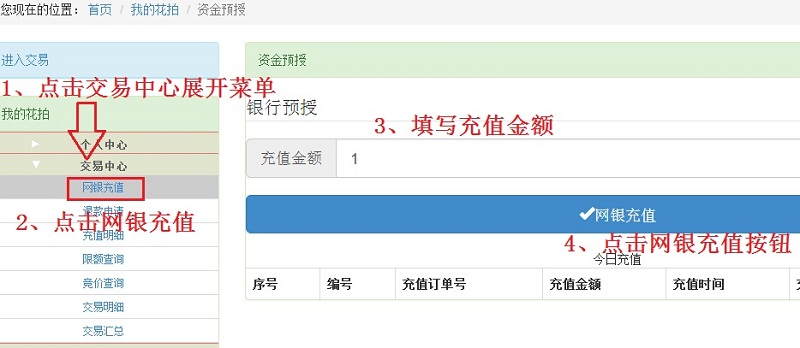 您现在的位置： 首页 / 我的花拍 / 资金预授
进入交易
资金预授
1、点击交易中心展开菜单
我的花拍
银行预授
3、填写充值金额
个人中心
充值金额 1
交易中心
网银充值
2、点击网银充值
退款申请
网银充值
充值明细
4、点击网银充值按钮
限额查询
今日充值
竞价查询
序号 编号 充值订单号 充值金额 充值时间
交易明细
交易汇总